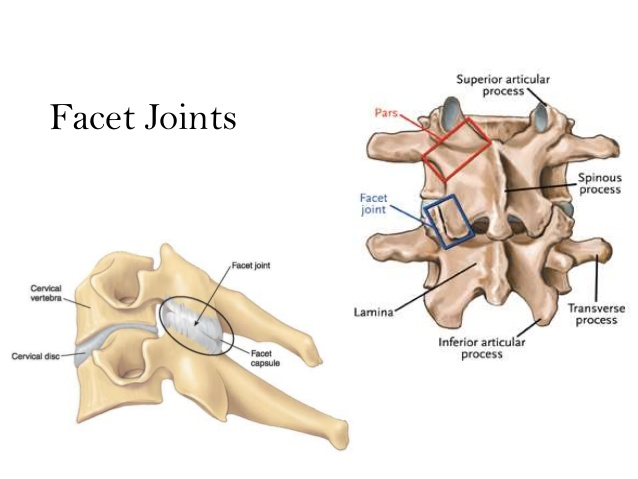 Facet Joints
Superior articular
process
Pars
Spinous
process
Facet
joint
Lamina
Transverse
process
Inferior articular
process
Facet joint
Cervical
vertebra
Cervical disc
Facet
capsule